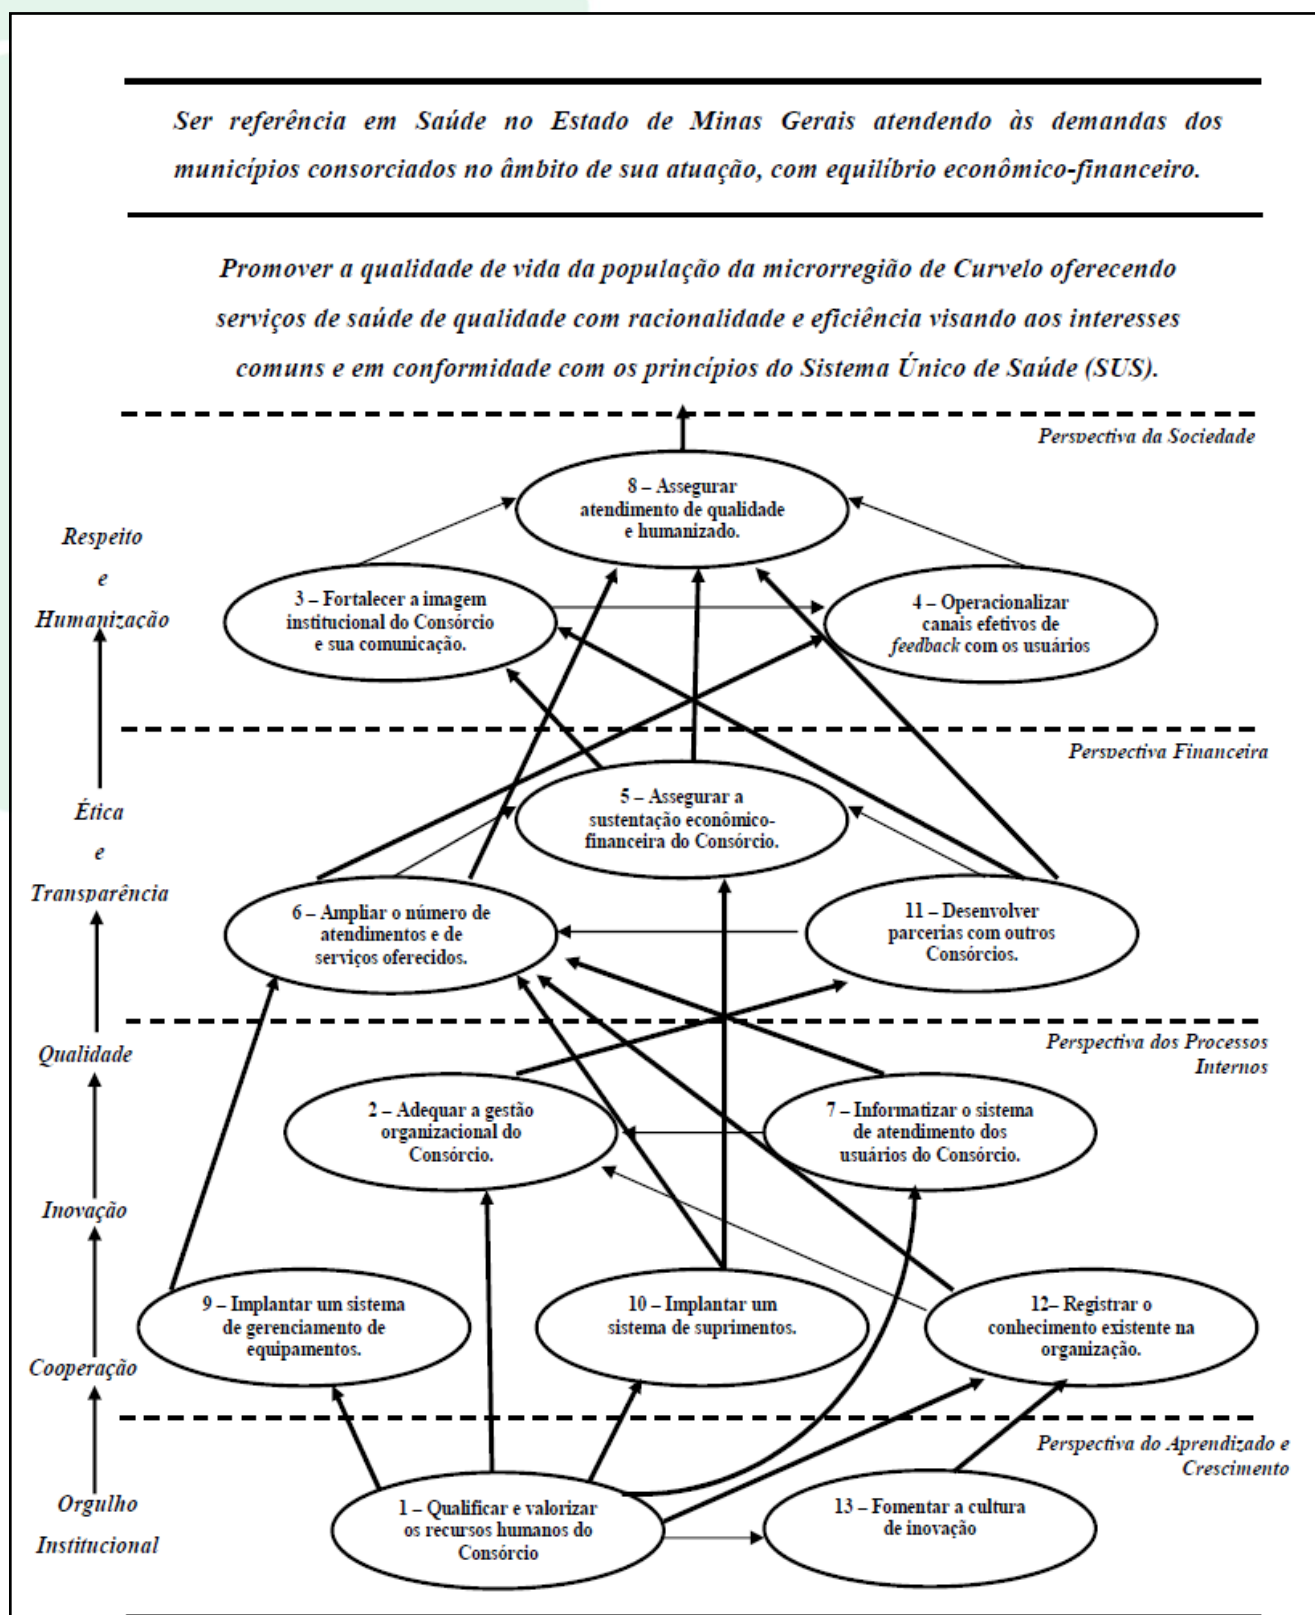 Ser referência em Saúde no Estado de Minas Gerais atendendo às demandas dos
municípios consorciados no âmbito de sua atuação, com equilíbrio econômico-financeiro.
Promover a qualidade de vida da população da microrregião de Curvelo oferecendo
serviços de saúde de qualidade com racionalidade e eficiência visando aos interesses
comuns e em conformidade com os princípios do Sistema Único de Saúde (SUS).
Perspectiva da Sociedade
8 – Assegurar
atendimento de qualidade
e humanizado.
Respeito
e
Humanização
3 – Fortalecer a imagem
institucional do Consórcio
e sua comunicação.
4 – Operacionalizar
canais efetivos de
feedback com os usuários
Perspectiva Financeira
5 – Assegurar a
sustentação econômico-
financeira do Consórcio.
Ética
e
Transparência
6 – Ampliar o número de
atendimentos e de
serviços oferecidos.
11 – Desenvolver
parcerias com outros
Consórcios.
Perspectiva dos Processos
Internos
Qualidade
2 – Adequar a gestão
organizacional do
Consórcio.
7 – Informatizar o sistema
de atendimento dos
usuários do Consórcio.
Inovação
9 – Implantar um sistema
de gerenciamento de
equipamentos.
10 – Implantar um
sistema de suprimentos.
12– Registrar o
conhecimento existente na
organização.
Cooperação
Perspectiva do Aprendizado e
Crescimento
Orgulho
Institucional
1 – Qualificar e valorizar
os recursos humanos do
Consórcio
13 – Fomentar a cultura
de inovação